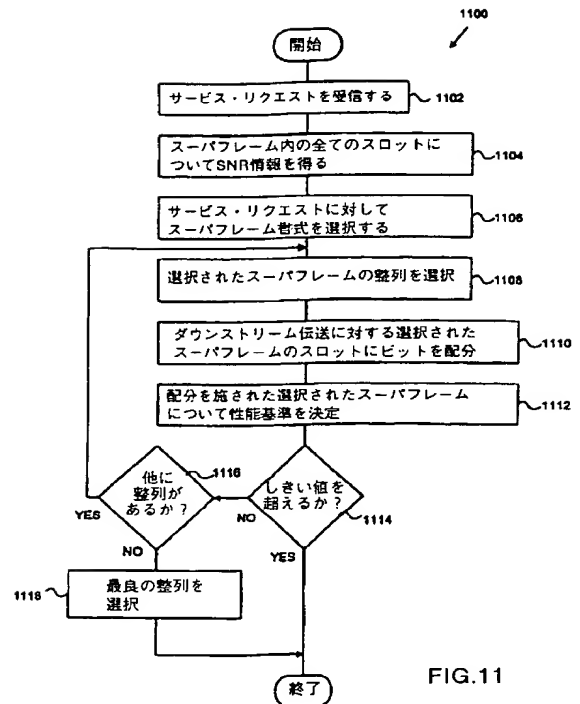 1100
開始
サービス・リクエストを受信する
1102
スーパフレーム内の全てのスロットに
ついてSNR情報を得る
1104
サービス・リクエストに対して
スーパフレーム書式を選択する
1106
選択されたスーパフレームの整列を選択
1108
ダウンストリーム伝送に対する選択された
スーパフレームのスロットにビットを配分
1110
配分を施された選択されたスーパフレーム
について性能基準を決定
1112
しきい値を
超えるか?
1114
NO
YES
他に
整列が
あるか?
1116
YES
NO
最良の整列を
選択
1118
終了
FIG.11